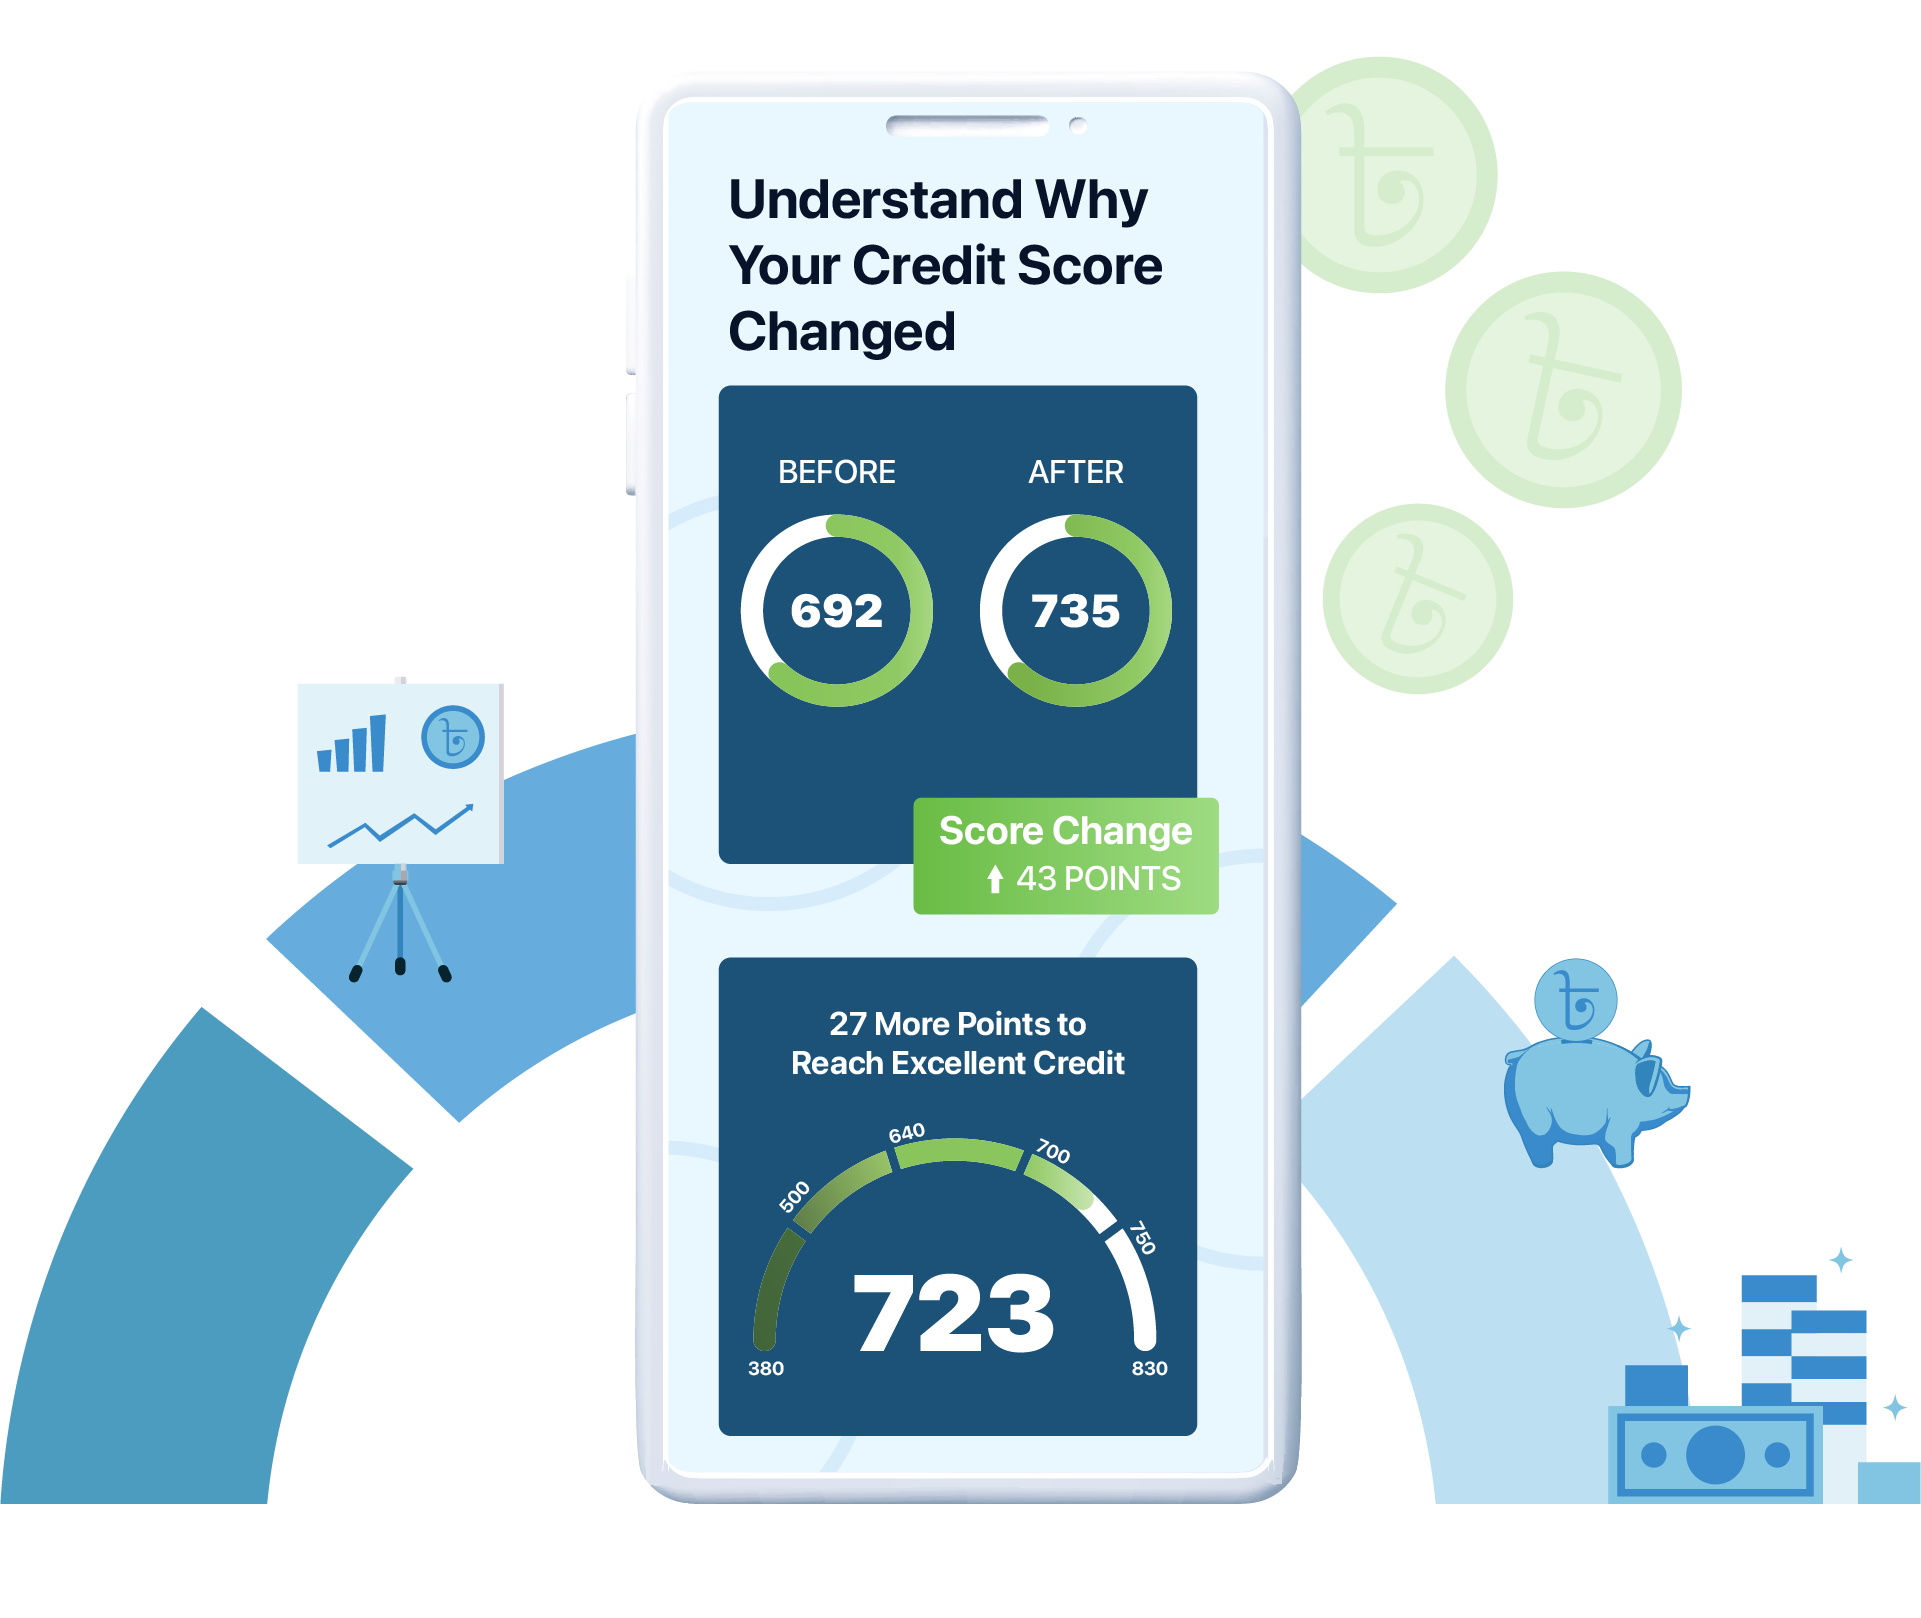 Understand Why
Your Credit Score
Changed
BEFORE
AFTER
692
735
Score Change
43 POINTS
27 More Points to
Reach Excellent Credit
380
500
640
700
750
830
723
৳
৳
৳
৳
৳